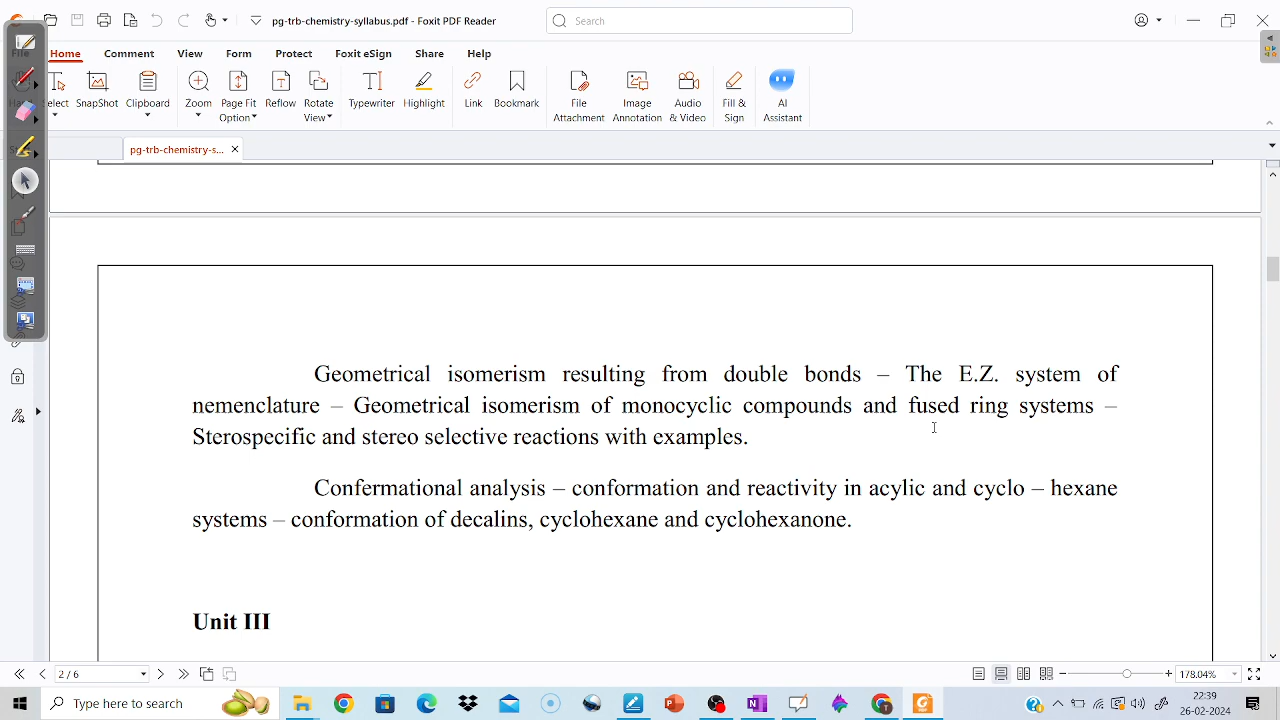 pg-trb-chemistry-syllabus.pdf - Foxit PDF Reader
Search
File Home Comment View Form Protect Foxit eSign Share Help
Select SnapShot Clipboard Zoom Page Fit Option Reflow Rotate View Typewriter Highlight Link Bookmark File Attachment Image Annotation Audio & Video Fill & Sign AI Assistant
pg-trb-chemistry-s...
Geometrical isomerism resulting from double bonds – The E.Z. system of
nemenclature – Geometrical isomerism of monocyclic compounds and fused ring systems –
Sterospecific and stereo selective reactions with examples.
Confermational analysis – conformation and reactivity in acylic and cyclo – hexane
systems – conformation of decalins, cyclohexane and cyclohexanone.
Unit III
2 / 6
178.04%
Type here to search
22:39
26-02-2024